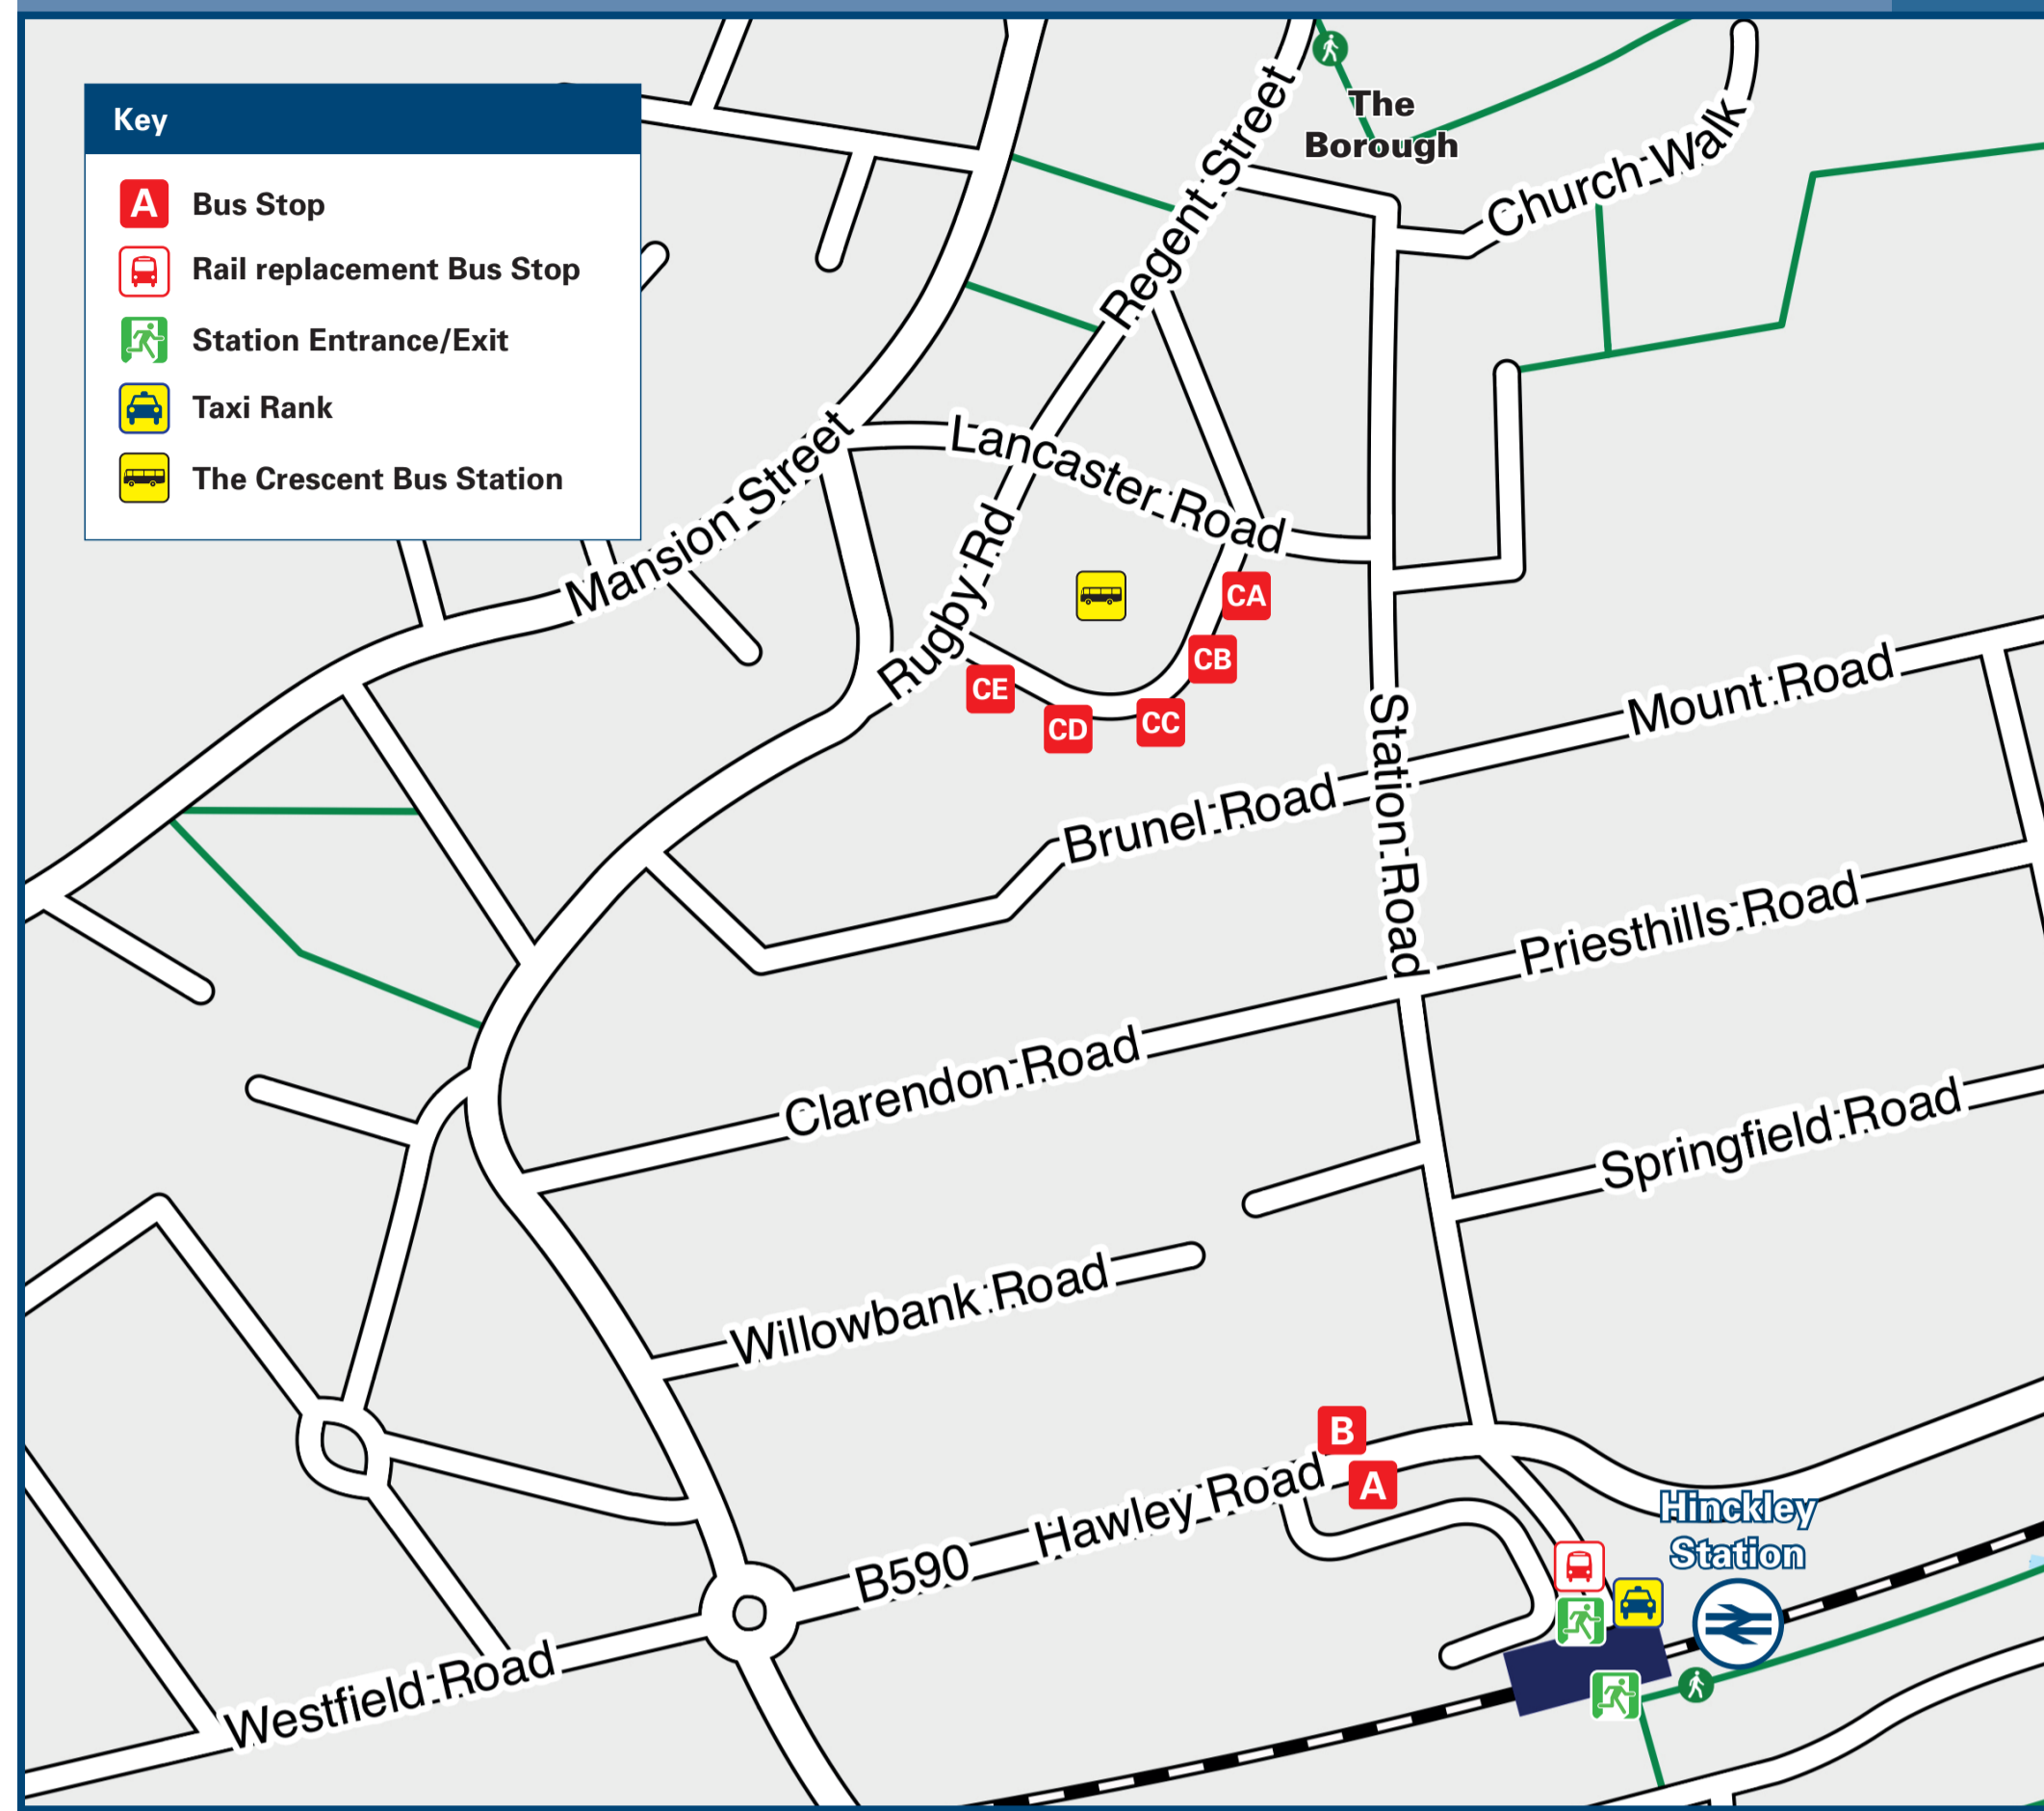 Key
A Bus Stop
Rail replacement Bus Stop
Station Entrance/Exit
Taxi Rank
The Crescent Bus Station
The
Borough
Regent Street
Church Walk
Lancaster Road
Mansion Street
Rugby Rd
CA
CB
CC
CD
CE
Station Road
Mount Road
Brunel Road
Priesthills Road
Clarendon Road
Springfield Road
Willowbank Road
B
A
Hawley Road
B590
Hinckley
Station
Westfield Road